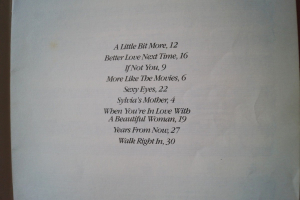 A Little Bit More, 12
Better Love Next Time, 16
If Not You, 9
More Like The Movies, 6
Sexy Eyes, 22
Sylvia's Mother, 4
When You're In Love With
A Beautiful Woman, 19
Years From Now, 27
Walk Right In, 30